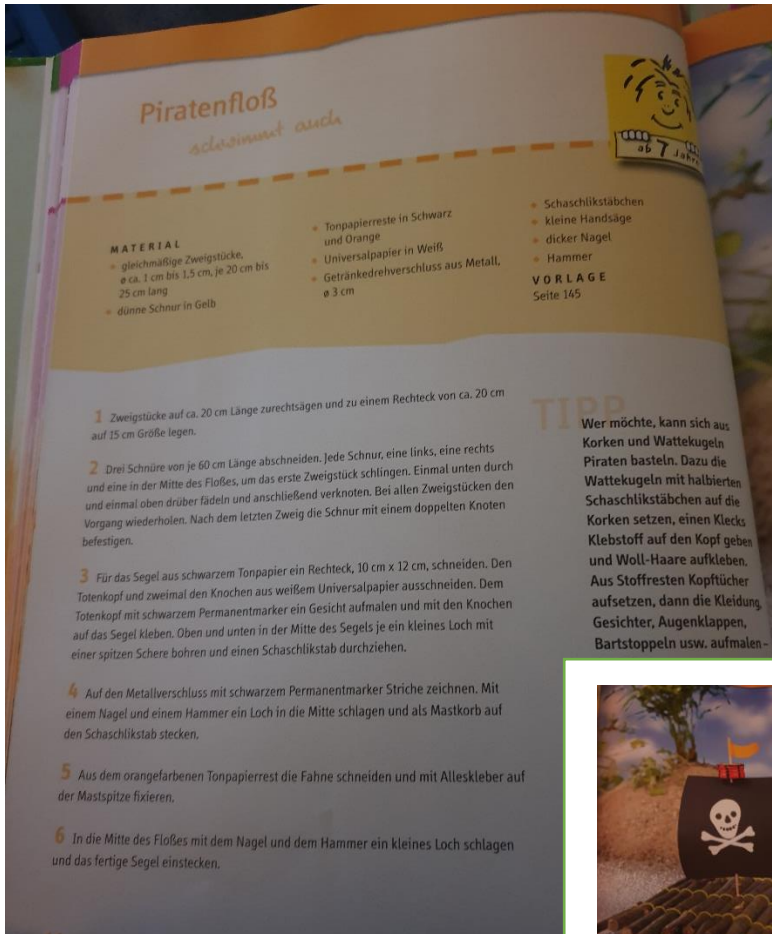 Piratenfloß
schwimmt auch
ab 7 Jahre
MATERIAL
gleichmäßige Zweigstücke,
ø ca. 1 cm bis 1,5 cm, je 20 cm bis
25 cm lang
dünne Schnur in Gelb
Tonpapierreste in Schwarz
und Orange
Universalpapier in Weiß
Getränkedrehverschluss aus Metall,
ø 3 cm
Schaschlikstäbchen
kleine Handsäge
dicker Nagel
Hammer
VORLAGE
Seite 145
1 Zweigstücke auf ca. 20 cm Länge zurechtsägen und zu einem Rechteck von ca. 20 cm
auf 15 cm Größe legen.
2 Drei Schnüre von je 60 cm Länge abschneiden. Jede Schnur, eine links, eine rechts
und eine in der Mitte des Floßes, um das erste Zweigstück schlingen. Einmal unten durch
und einmal oben drüber fädeln und anschließend verknoten. Bei allen Zweigstücken den
Vorgang wiederholen. Nach dem letzten Zweig die Schnur mit einem doppelten Knoten
befestigen.
3 Für das Segel aus schwarzem Tonpapier ein Rechteck, 10 cm x 12 cm, schneiden. Den
Totenkopf und zweimal den Knochen aus weißem Universalpapier ausschneiden. Dem
Totenkopf mit schwarzem Permanentmarker ein Gesicht aufmalen und mit den Knochen
auf das Segel kleben. Oben und unten in der Mitte des Segels je ein kleines Loch mit
einer spitzen Schere bohren und einen Schaschlikstab durchziehen.
4 Auf den Metallverschluss mit schwarzem Permanentmarker Striche zeichnen. Mit
einem Nagel und einem Hammer ein Loch in die Mitte schlagen und als Mastkorb auf
den Schaschlikstab stecken.
5 Aus dem orangefarbenen Tonpapierrest die Fahne schneiden und mit Alleskleber auf
der Mastspitze fixieren.
6 In die Mitte des Floßes mit dem Nagel und dem Hammer ein kleines Loch schlagen
und das fertige Segel einstecken.
TIPP
Wer möchte, kann sich aus
Korken und Wattekugeln
Piraten basteln. Dazu die
Wattekugeln mit halbierten
Schaschlikstäbchen auf die
Korken setzen, einen Klecks
Klebstoff auf den Kopf geben
und Woll-Haare aufkleben.
Aus Stoffresten Kopftücher
aufsetzen, dann die Kleidung,
Gesichter, Augenklappen,
Bartstoppeln usw. aufmalen –